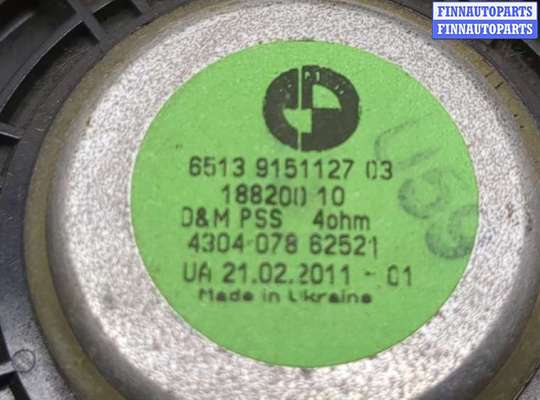 FINNAUTOPARTS
FINNAUTOPARTS
6513 9151127 03
188200 10
D&M PSS 4ohm
4304 078 62521
UA 21.02.2011 - 01
Made in Ukraine